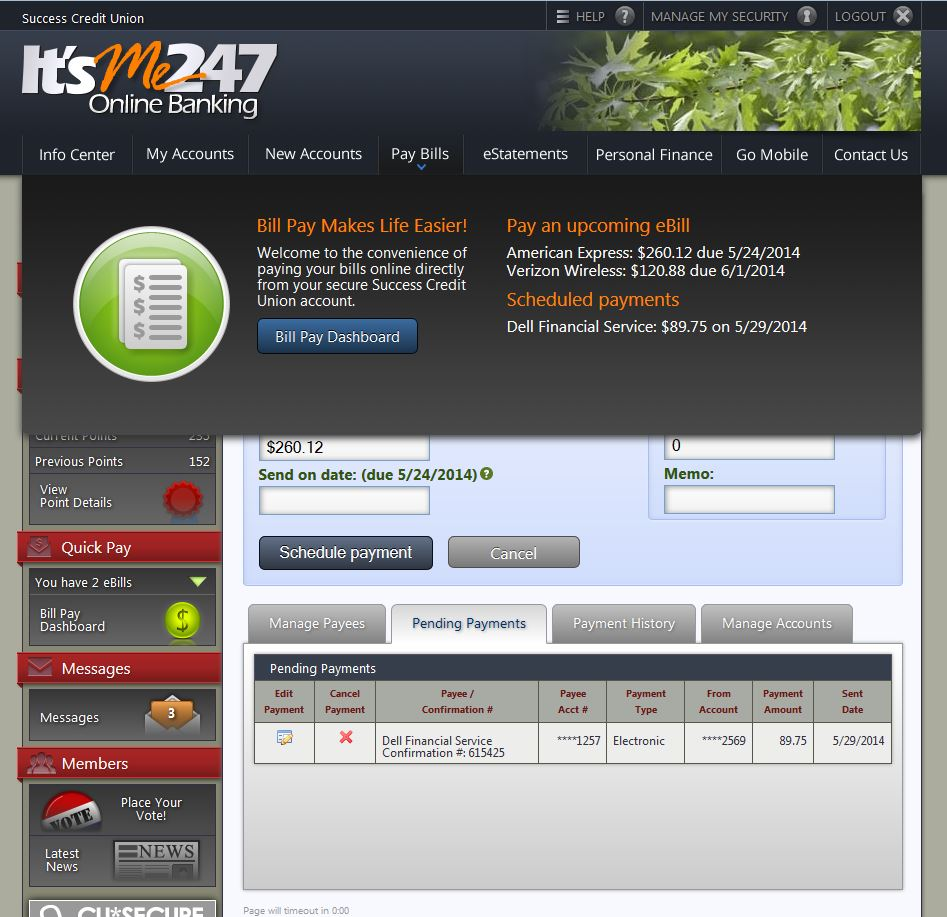 Success Credit Union
HELP ?
MANAGE MY SECURITY
LOGOUT
It's Me 247
Online Banking
Info Center
My Accounts
New Accounts
Pay Bills
eStatements
Personal Finance
Go Mobile
Contact Us
$
$
$
Bill Pay Makes Life Easier!
Welcome to the convenience of
paying your bills online directly
from your secure Success Credit
Union account.
Bill Pay Dashboard
Pay an upcoming eBill
American Express: $260.12 due 5/24/2014
Verizon Wireless: $120.88 due 6/1/2014
Scheduled payments
Dell Financial Service: $89.75 on 5/29/2014
Current Points 293
Previous Points 152
View
Point Details
Quick Pay
You have 2 eBills
Bill Pay
Dashboard
$
Messages
Messages 3
Members
Place Your
Vote!
VOTE
Latest
News
NEWS
CU*SECURE
$260.12
Send on date: (due 5/24/2014) ?
0
Memo:
Schedule payment
Cancel
Manage Payees
Pending Payments
Payment History
Manage Accounts
Pending Payments
Edit Payment
Cancel Payment
Payee / Confirmation #
Payee Acct #
Payment Type
From Account
Payment Amount
Sent Date
Dell Financial Service
Confirmation #: 615425
****1257
Electronic
****2569
89.75
5/29/2014
Page will timeout in 0:00